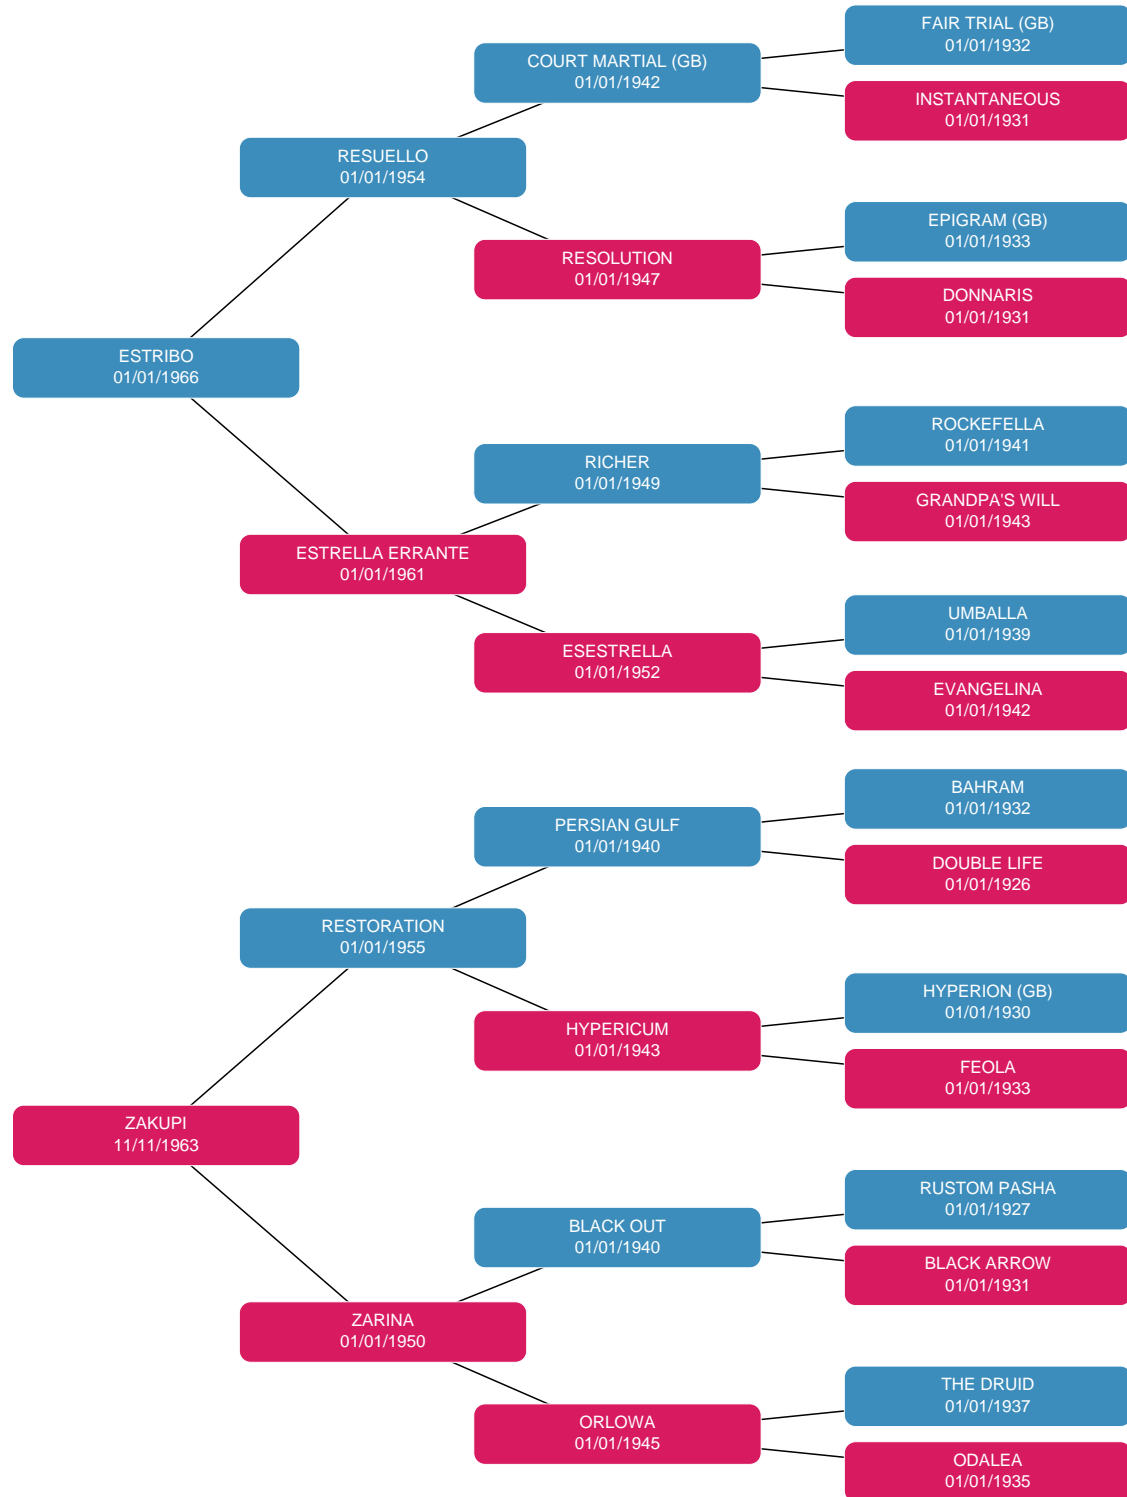 FAIR TRIAL (GB)
01/01/1932
COURT MARTIAL (GB)
01/01/1942
INSTANTANEOUS
01/01/1931
RESUELLO
01/01/1954
EPIGRAM (GB)
01/01/1933
RESOLUTION
01/01/1947
DONNARIS
01/01/1931
ESTRIBO
01/01/1966
ROCKEFELLA
01/01/1941
RICHER
01/01/1949
GRANDPA'S WILL
01/01/1943
ESTRELLA ERRANTE
01/01/1961
UMBALLA
01/01/1939
ESESTRELLA
01/01/1952
EVANGELINA
01/01/1942
BAHRAM
01/01/1932
PERSIAN GULF
01/01/1940
DOUBLE LIFE
01/01/1926
RESTORATION
01/01/1955
HYPERION (GB)
01/01/1930
HYPERICUM
01/01/1943
FEOLA
01/01/1933
ZAKUPI
11/11/1963
RUSTOM PASHA
01/01/1927
BLACK OUT
01/01/1940
BLACK ARROW
01/01/1931
ZARINA
01/01/1950
THE DRUID
01/01/1937
ORLOWA
01/01/1945
ODALEA
01/01/1935